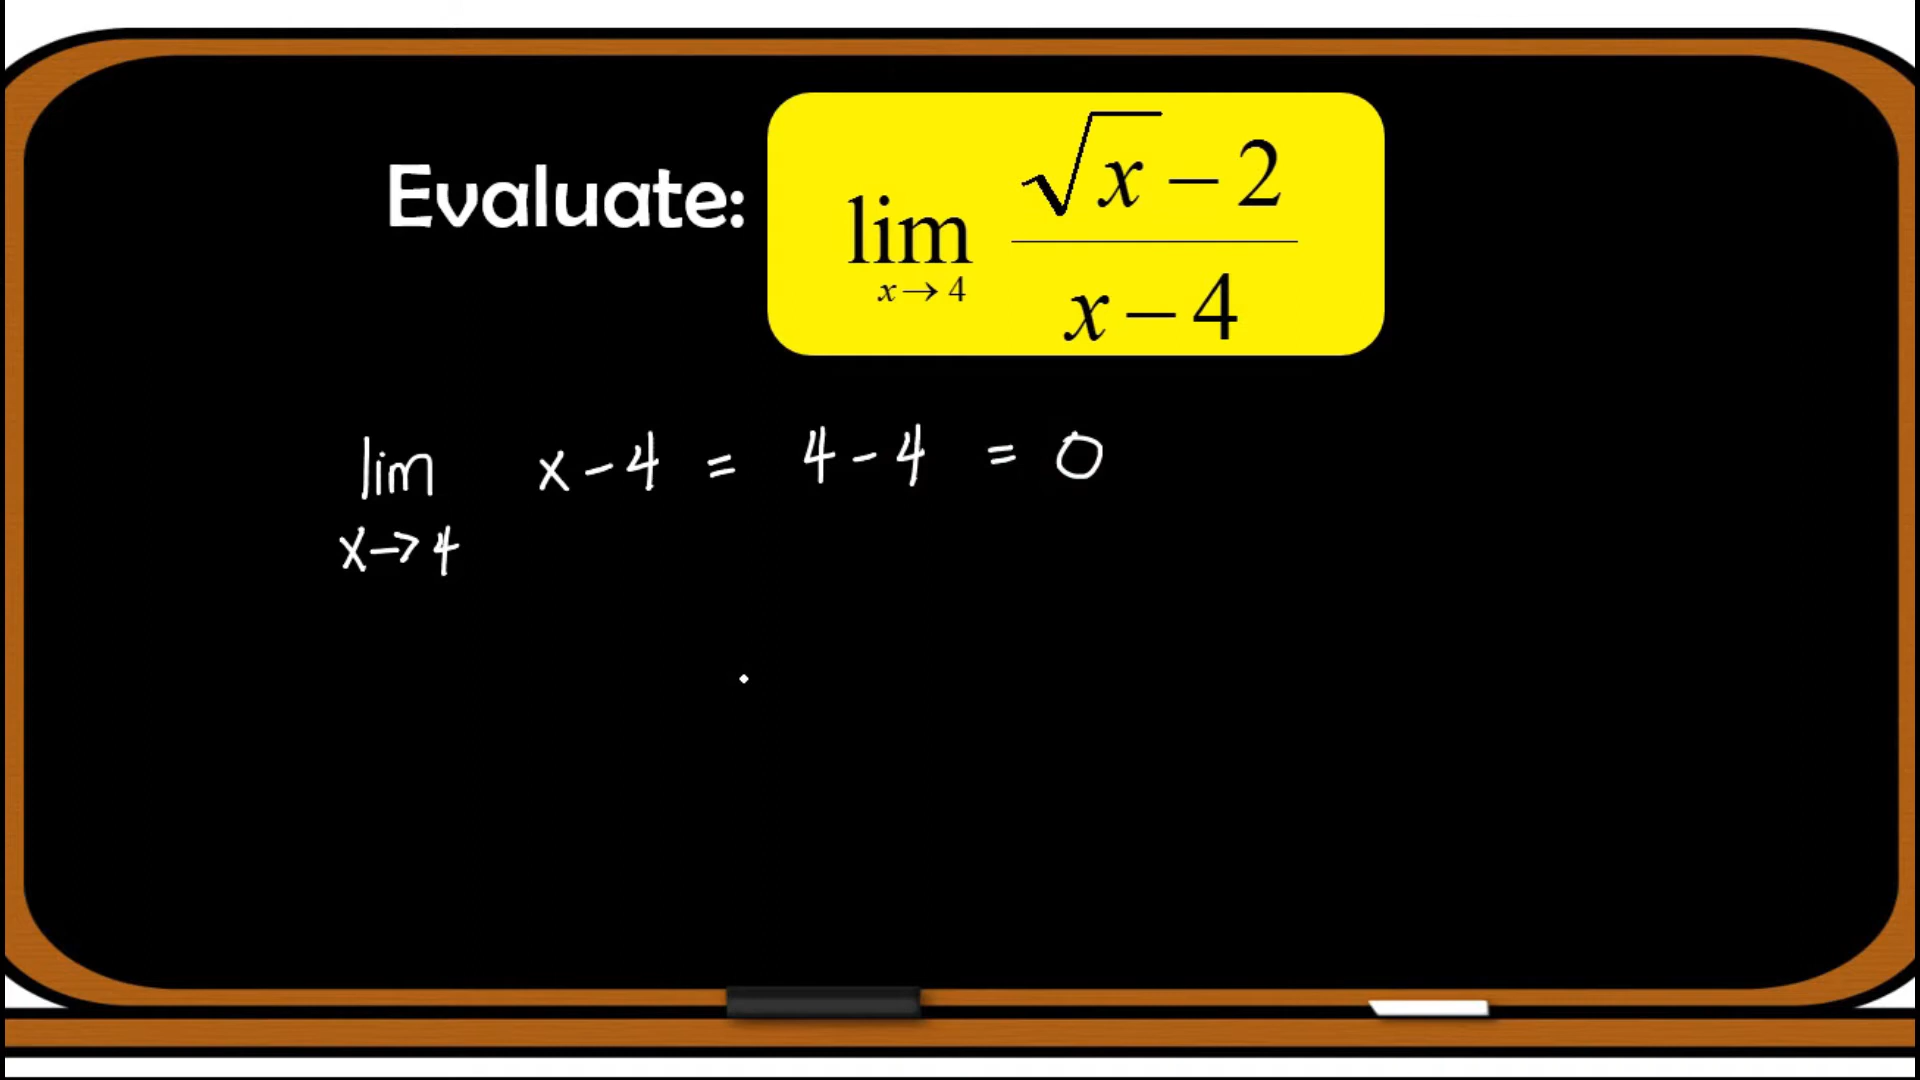 Evaluate: lim x→4 √x − 2 / x − 4
lim x − 4 = 4 − 4 = 0
x→4